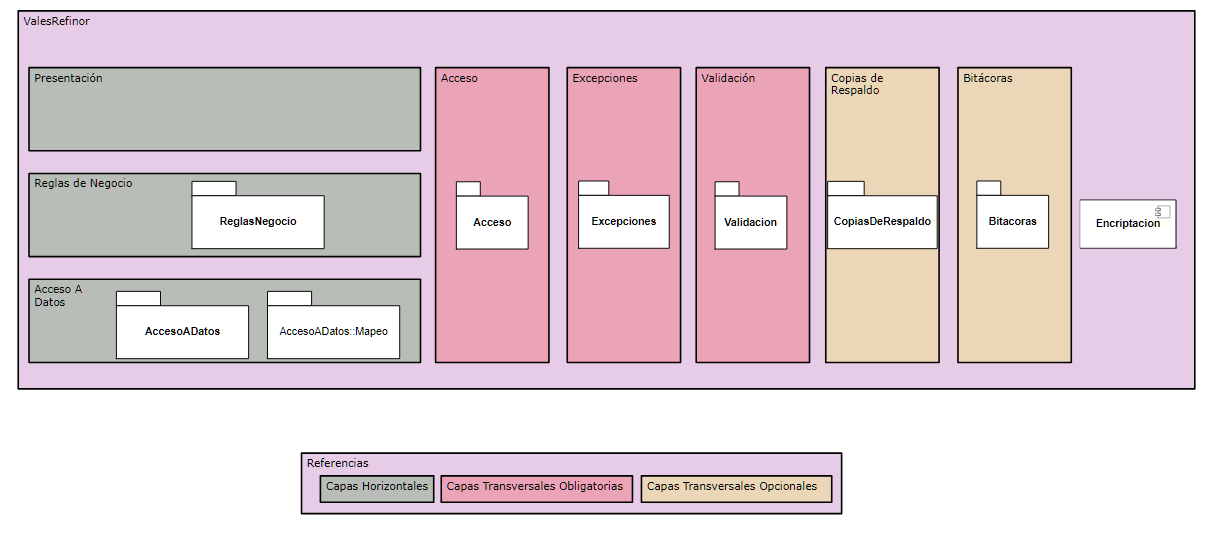 ValesRefinor
Presentación
Reglas de Negocio
ReglasNegocio
Acceso A
Datos
AccesoADatos
AccesoADatos::Mapeo
Acceso
Acceso
Excepciones
Excepciones
Validación
Validacion
Copias de
Respaldo
CopiasDeRespaldo
Bitácoras
Bitacoras
Encriptacion
Referencias
Capas Horizontales
Capas Transversales Obligatorias
Capas Transversales Opcionales